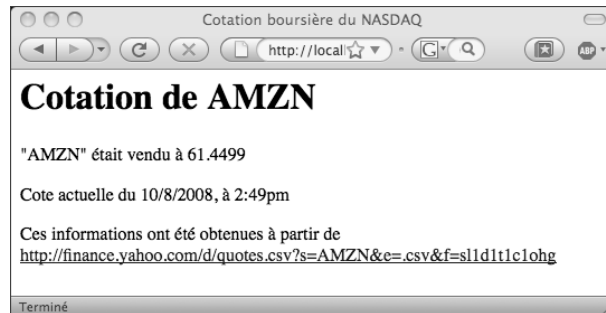 Cotation boursière du NASDAQ
http://local
G
ABP
Cotation de AMZN
"AMZN" était vendu à 61.4499
Cote actuelle du 10/8/2008, à 2:49pm
Ces informations ont été obtenues à partir de
http://finance.yahoo.com/d/quotes.csv?s=AMZN&e=.csv&f=sl1d1t1c1ohg
Terminé